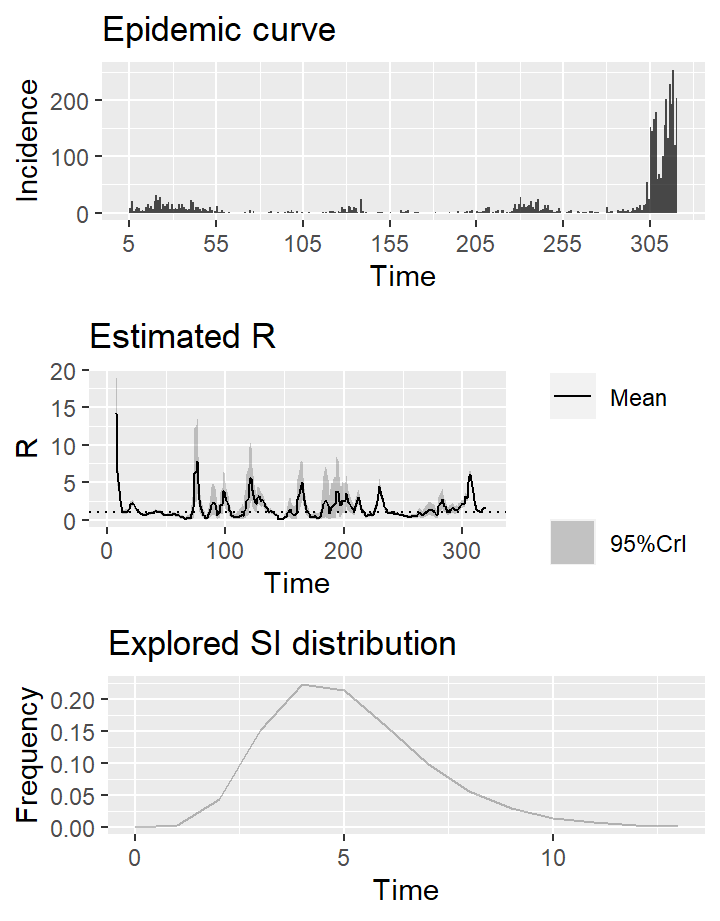 Epidemic curve
Incidence
200
100
0
5 55 105 155 205 255 305
Time
Estimated R
R
20
15
10
5
0
0 100 200 300
Time
Mean
95%CrI
Explored SI distribution
Frequency
0.20
0.15
0.10
0.05
0.00
0 5 10
Time